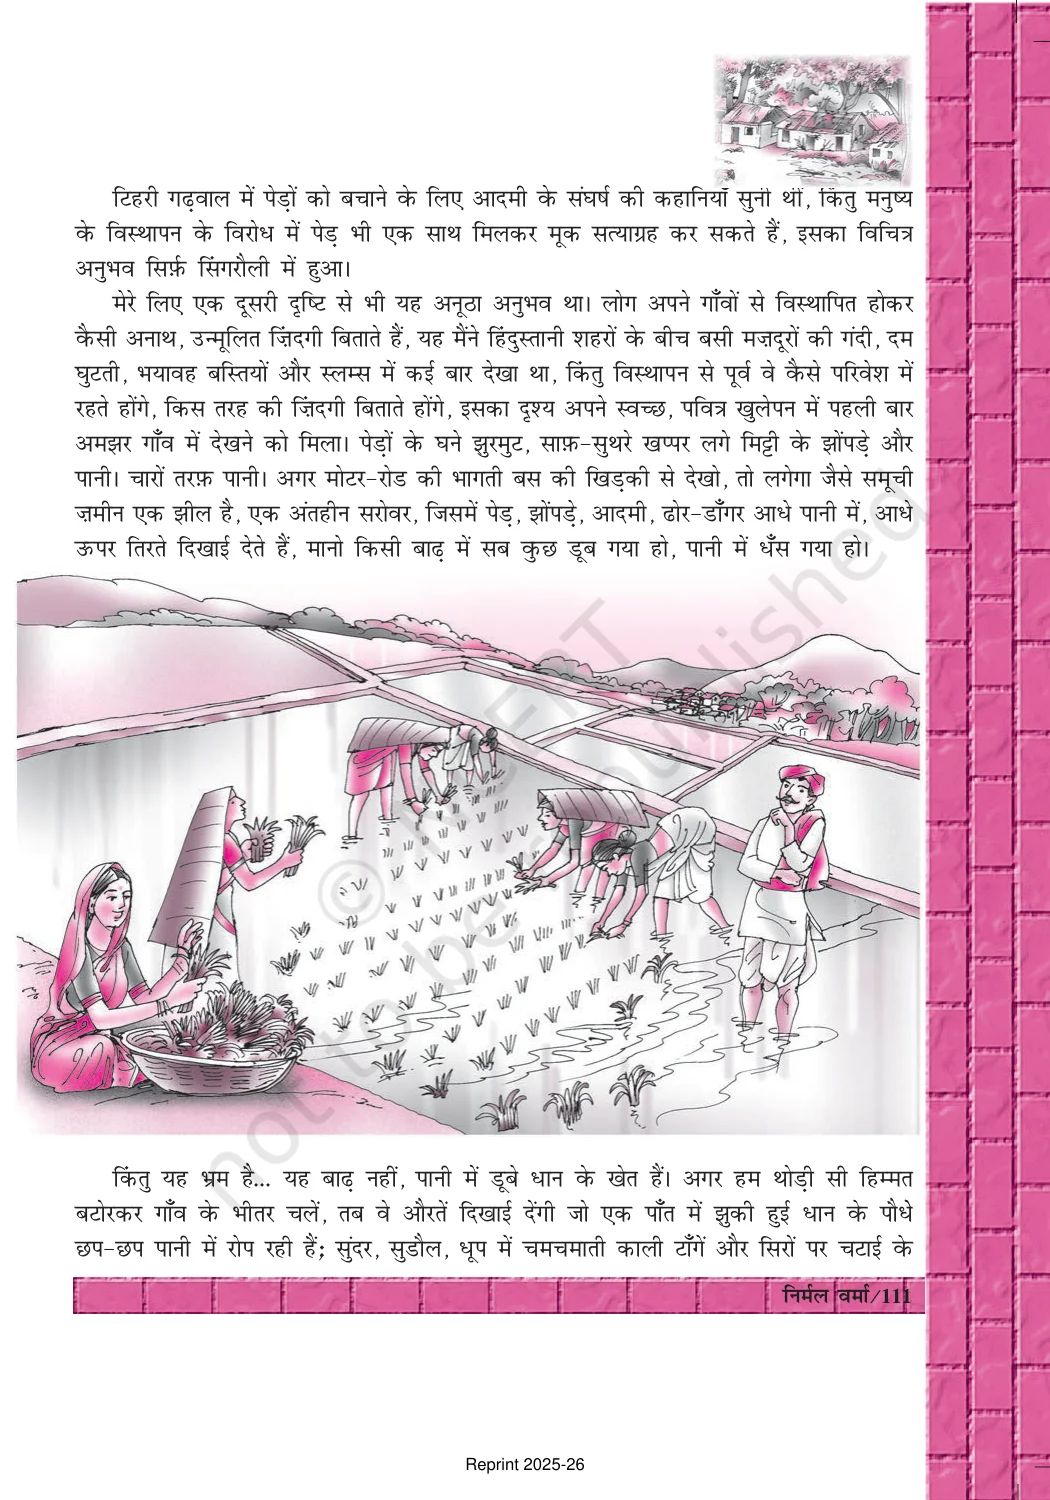 टिहरी गढ़वाल में पेड़ों को बचाने के लिए आदमी के संघर्ष की कहानियाँ सुनी थीं, किंतु मनुष्य
के विस्थापन के विरोध में पेड़ भी एक साथ मिलकर मूक सत्याग्रह कर सकते हैं, इसका विचित्र
अनुभव सिर्फ़ सिंगरौली में हुआ।
मेरे लिए एक दूसरी दृष्टि से भी यह अनूठा अनुभव था। लोग अपने गाँवों से विस्थापित होकर
कैसी अनाथ, उन्मूलित ज़िंदगी बिताते हैं, यह मैंने हिंदुस्तानी शहरों के बीच बसी मज़दूरों की गंदी, दम
घुटती, भयावह बस्तियों और स्लम्स में कई बार देखा था, किंतु विस्थापन से पूर्व वे कैसे परिवेश में
रहते होंगे, किस तरह की ज़िंदगी बिताते होंगे, इसका दृश्य अपने स्वच्छ, पवित्र खुलेपन में पहली बार
अमझर गाँव में देखने को मिला। पेड़ों के घने झुरमुट, साफ़-सुथरे खप्पर लगे मिट्टी के झोंपड़े और
पानी। चारों तरफ़ पानी। अगर मोटर-रोड की भागती बस की खिड़की से देखो, तो लगेगा जैसे समूची
ज़मीन एक झील है, एक अंतहीन सरोवर, जिसमें पेड़, झोंपड़े, आदमी, ढोर-डाँगर आधे पानी में, आधे
ऊपर तिरते दिखाई देते हैं, मानो किसी बाढ़ में सब कुछ डूब गया हो, पानी में धँस गया हो।
© NCERT
not to be republished
किंतु यह भ्रम है... यह बाढ़ नहीं, पानी में डूबे धान के खेत हैं। अगर हम थोड़ी सी हिम्मत
बटोरकर गाँव के भीतर चलें, तब वे औरतें दिखाई देंगी जो एक पाँत में झुकी हुई धान के पौधे
छप-छप पानी में रोप रही हैं; सुंदर, सुडौल, धूप में चमचमाती काली टाँगें और सिरों पर चटाई के
निर्मल वर्मा/111
Reprint 2025-26